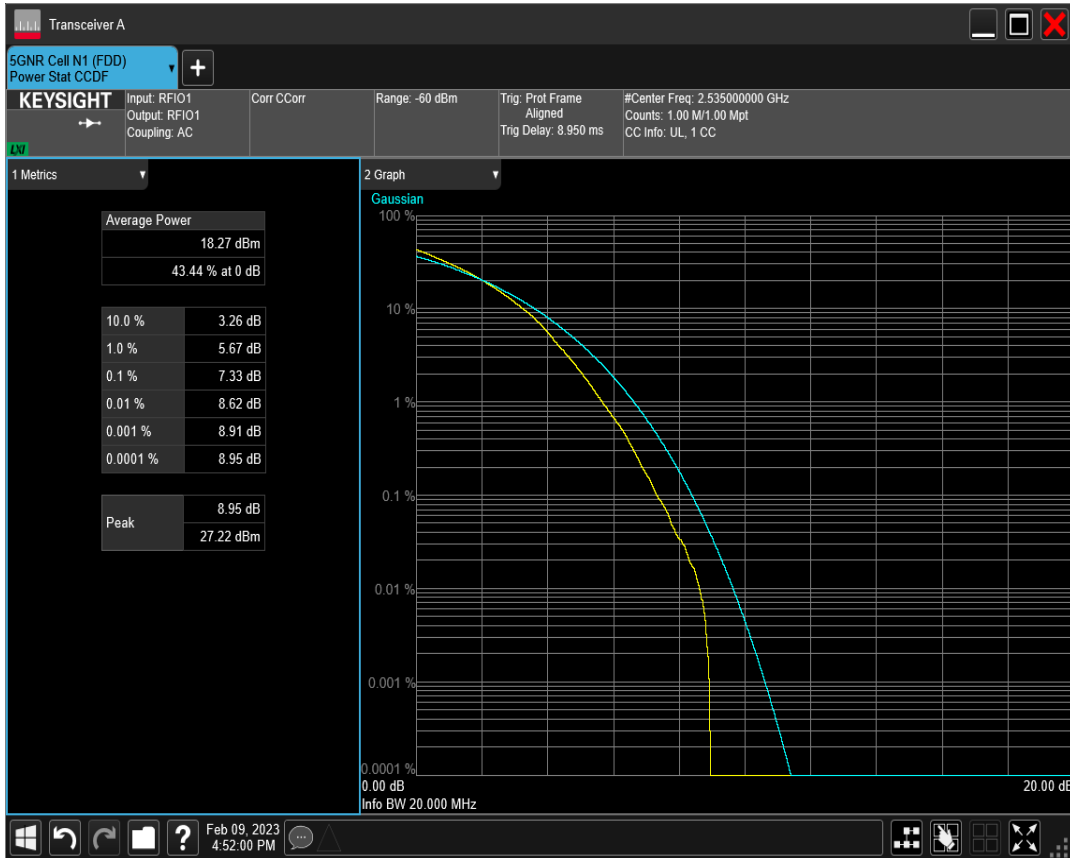 Transceiver A
5GNR Cell N1 (FDD)
Power Stat CCDF
+
KEYSIGHT
LXI
Input: RFIO1
Output: RFIO1
Coupling: AC
Corr CCorr
Range: -60 dBm
Trig: Prot Frame
Aligned
Trig Delay: 8.950 ms
#Center Freq: 2.535000000 GHz
Counts: 1.00 M/1.00 Mpt
CC Info: UL, 1 CC
1 Metrics
Average Power
18.27 dBm
43.44 % at 0 dB
10.0 % 3.26 dB
1.0 % 5.67 dB
0.1 % 7.33 dB
0.01 % 8.62 dB
0.001 % 8.91 dB
0.0001 % 8.95 dB
Peak
8.95 dB
27.22 dBm
2 Graph
Gaussian
100 %
10 %
1 %
0.1 %
0.01 %
0.001 %
0.0001 %
0.00 dB
20.00 dB
Info BW 20.000 MHz
?
Feb 09, 2023
4:52:00 PM